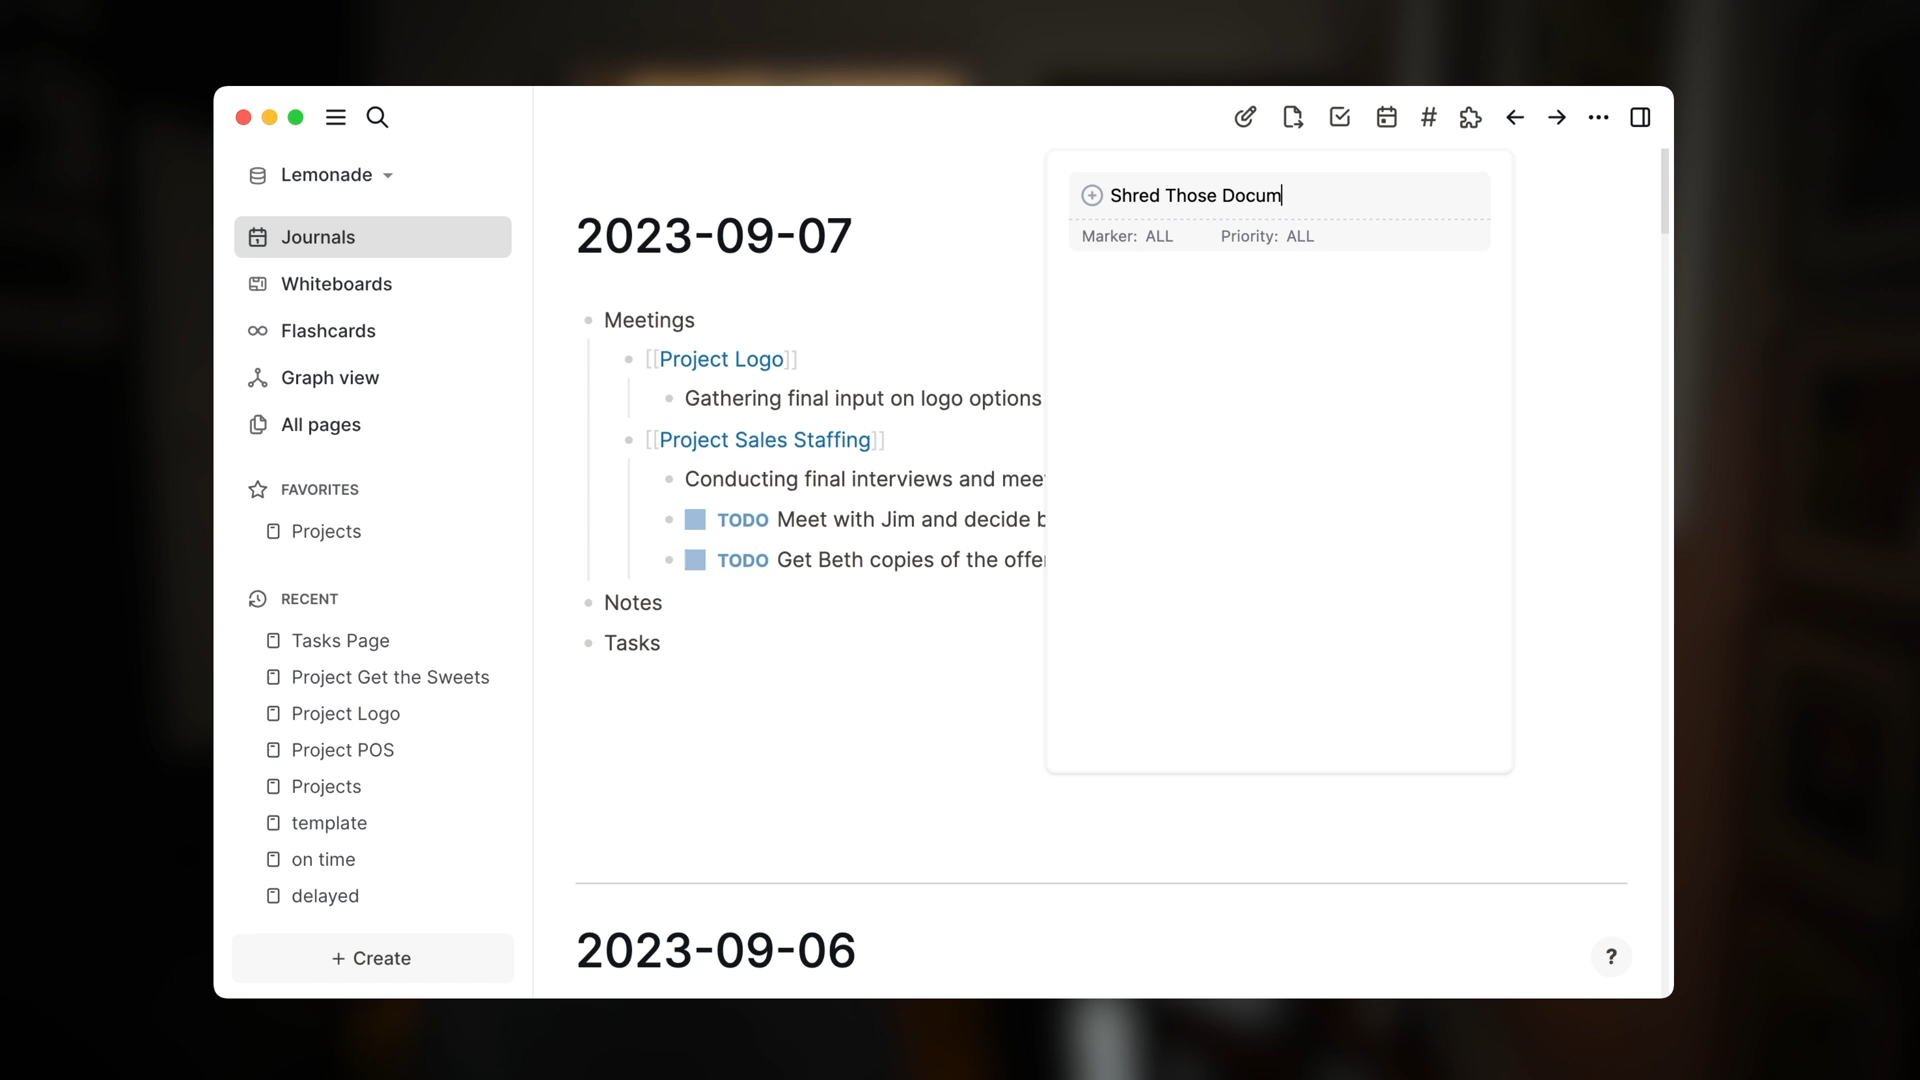 Lemonade
Journals
Whiteboards
Flashcards
Graph view
All pages
FAVORITES
Projects
RECENT
Tasks Page
Project Get the Sweets
Project Logo
Project POS
Projects
template
on time
delayed
+ Create
2023-09-07
Meetings
[[Project Logo]]
Gathering final input on logo options
[[Project Sales Staffing]]
Conducting final interviews and mee
TODO Meet with Jim and decide b
TODO Get Beth copies of the offe
Notes
Tasks
Shred Those Docum
Marker: ALL Priority: ALL
2023-09-06
?